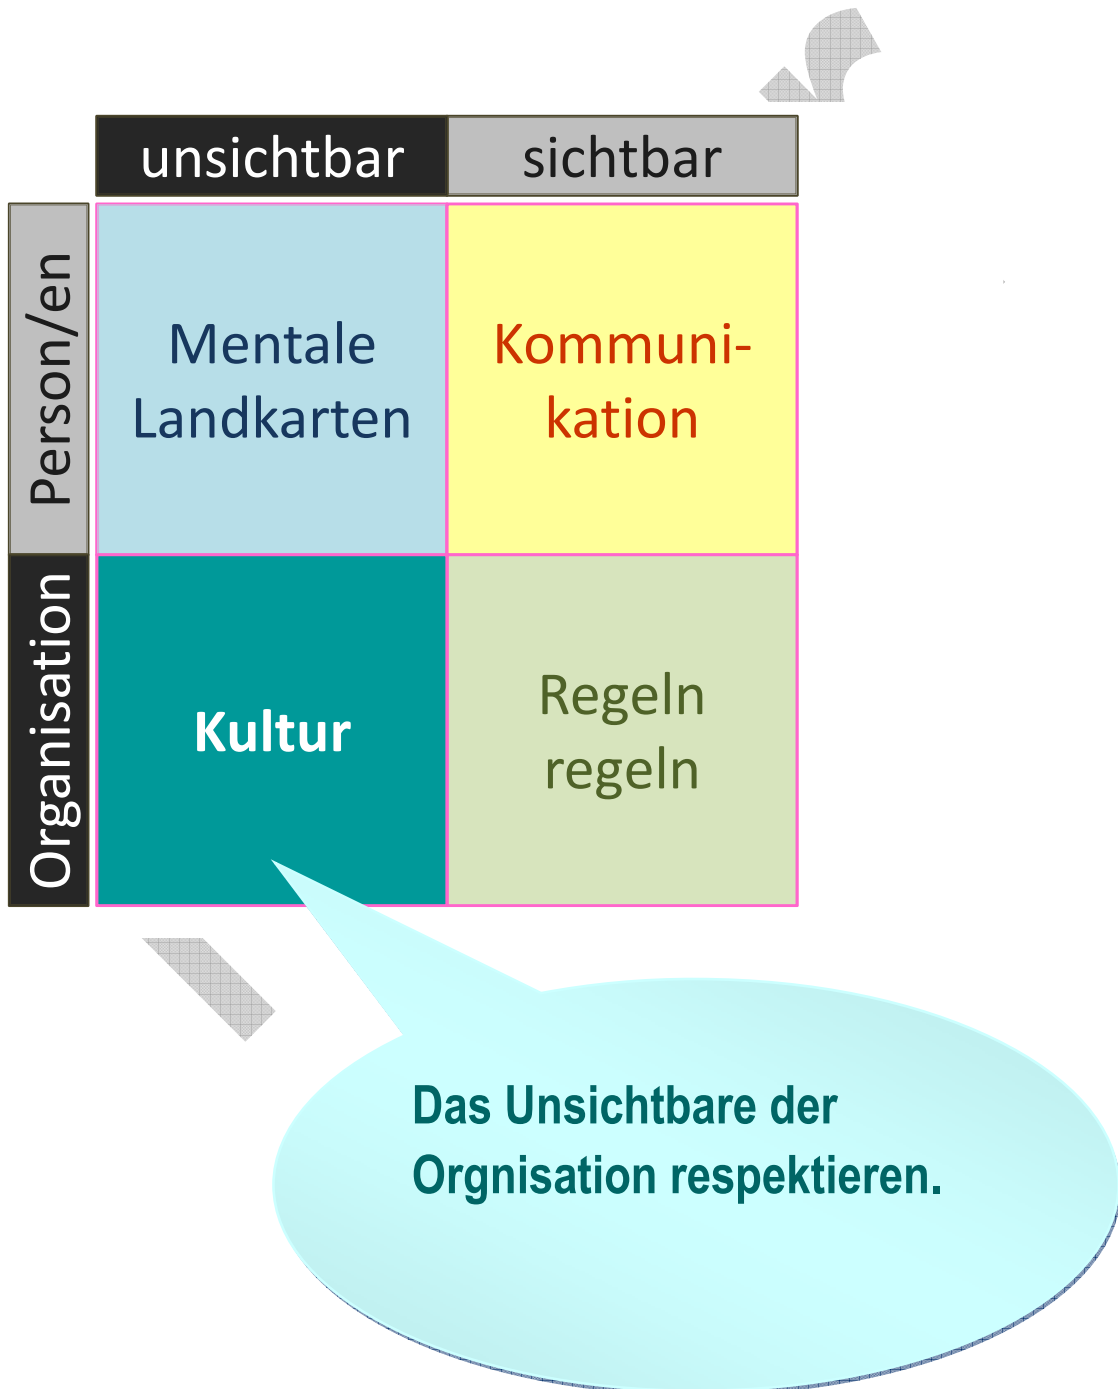 unsichtbar
sichtbar
Person/en
Mentale
Landkarten
Kommuni-
kation
Organisation
Kultur
Regeln
regeln
Das Unsichtbare der
Orgnisation respektieren.